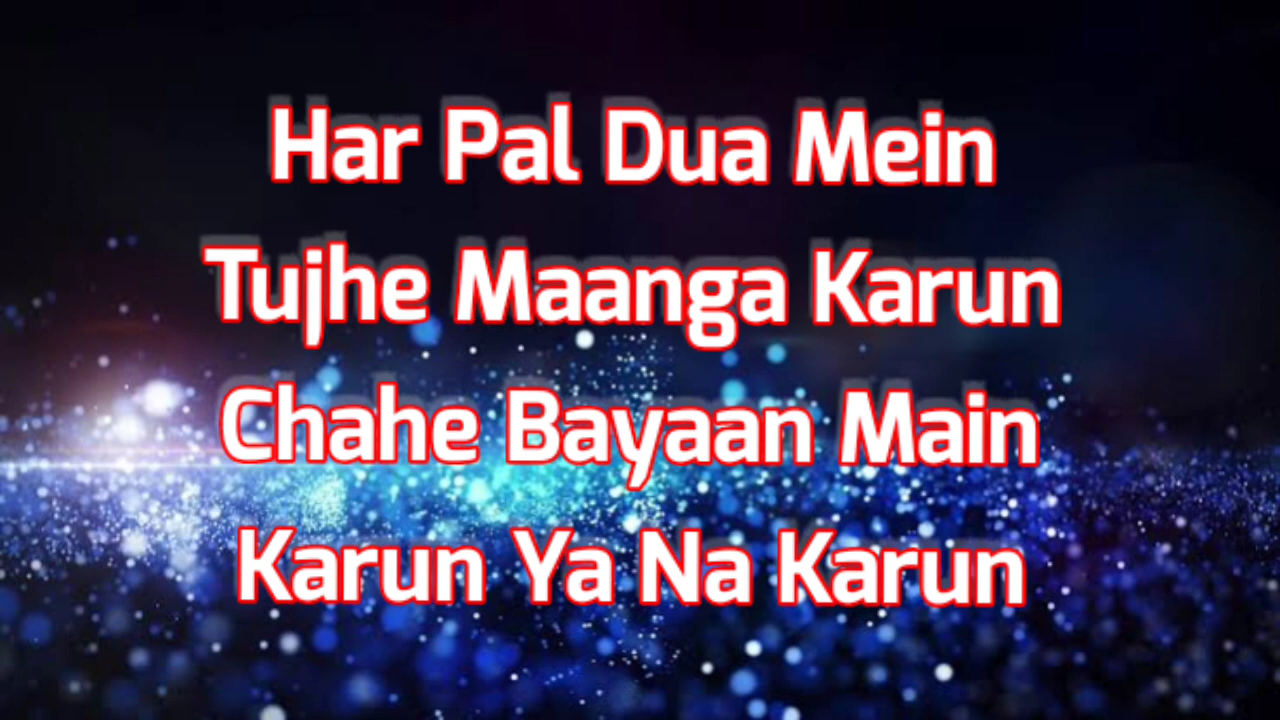 Har Pal Dua Mein
Tujhe Maanga Karun
Chahe Bayaan Main
Karun Ya Na Karun